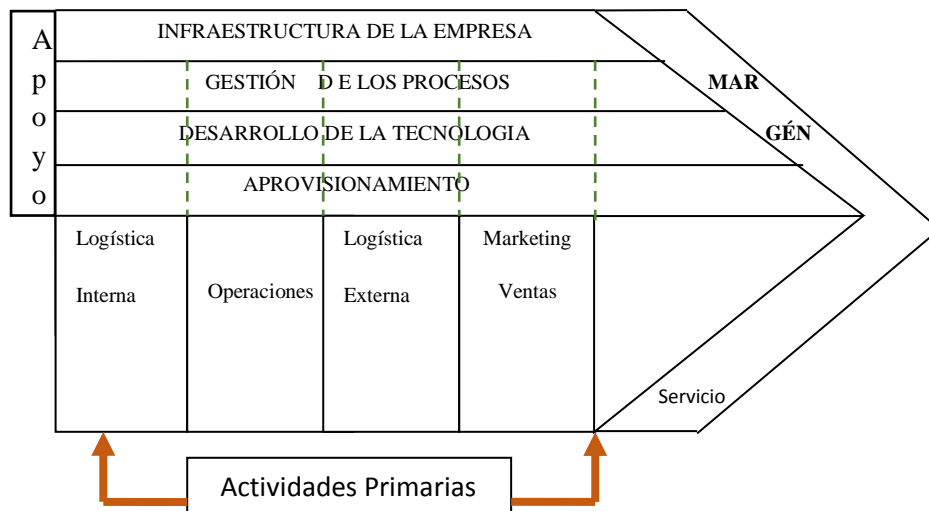 Apoyo
INFRAESTRUCTURA DE LA EMPRESA
GESTIÓN D E LOS PROCESOS
DESARROLLO DE LA TECNOLOGIA
APROVISIONAMIENTO
MAR
GÉN
Logística
Interna
Operaciones
Logística
Externa
Marketing
Ventas
Servicio
Actividades Primarias